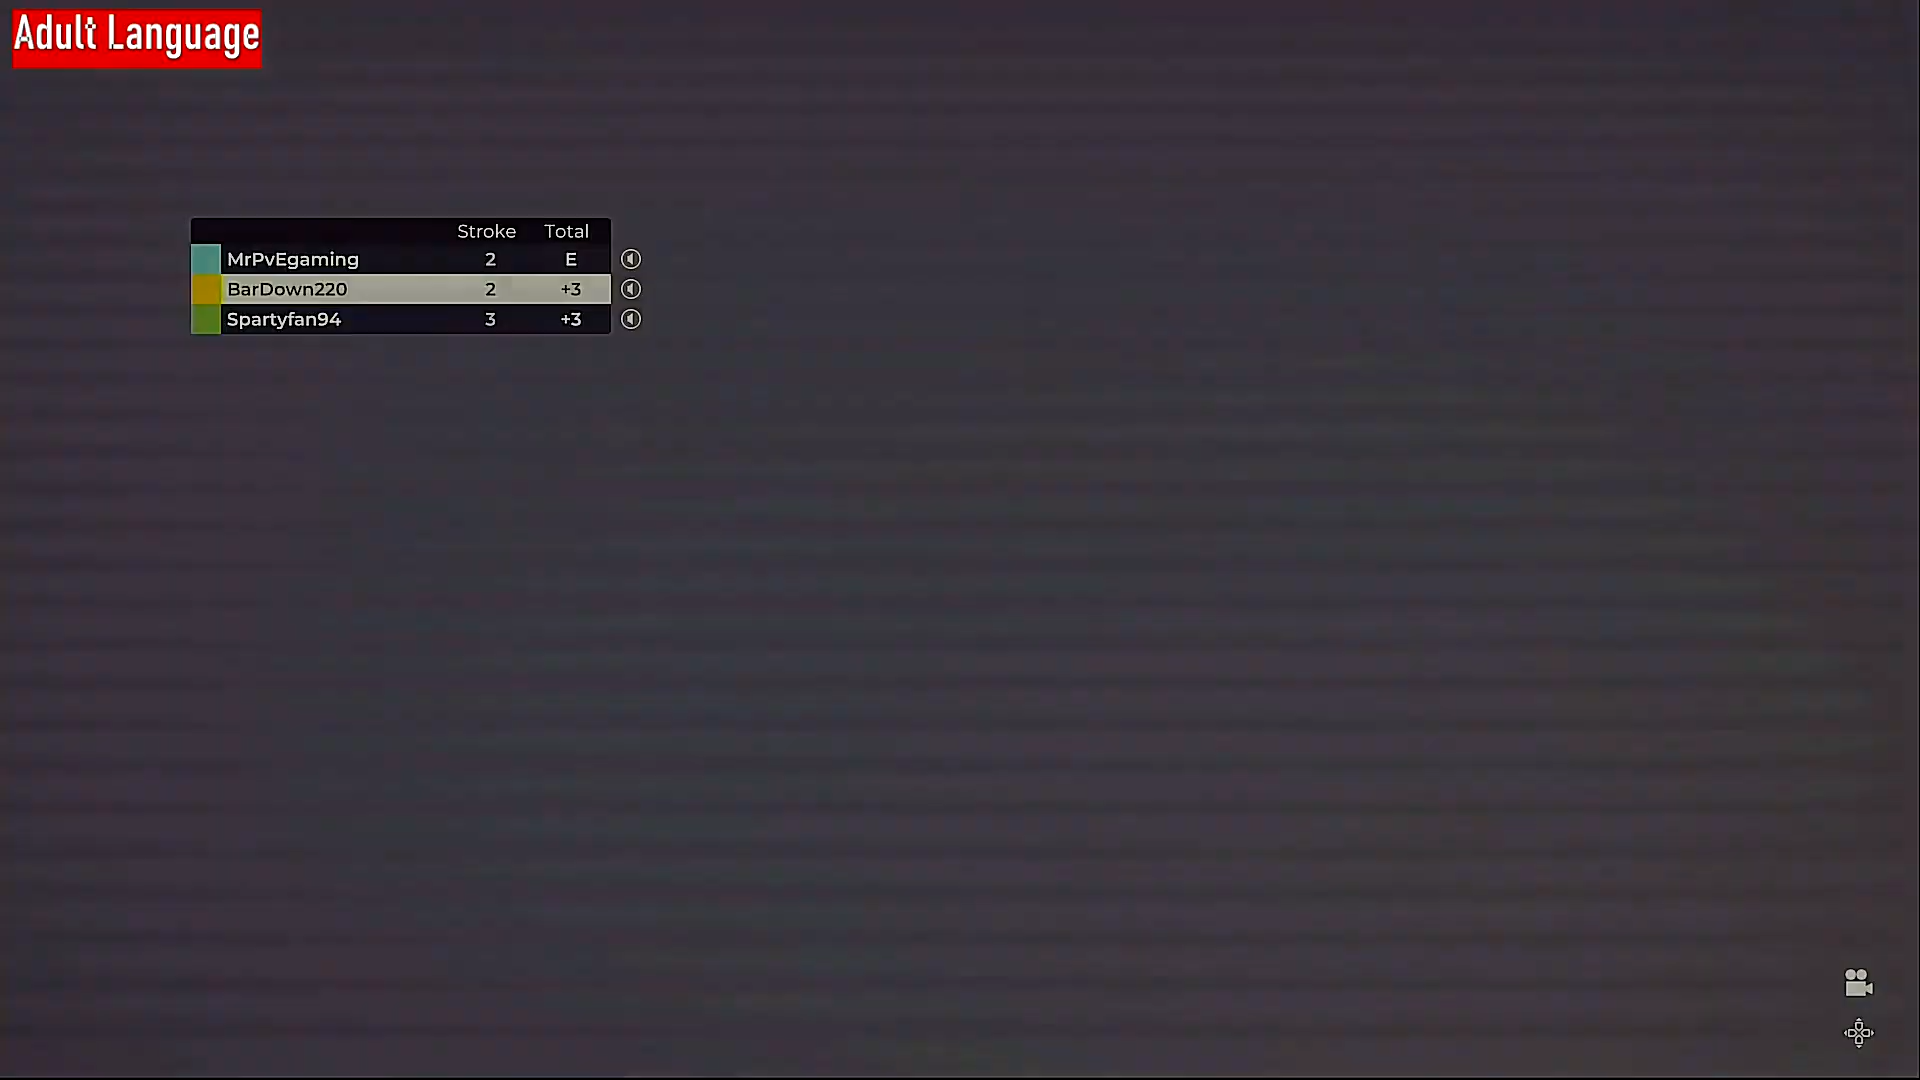 Adult Language
Stroke Total
MrPvEgaming 2 E
BarDown220 2 +3
Spartyfan94 3 +3